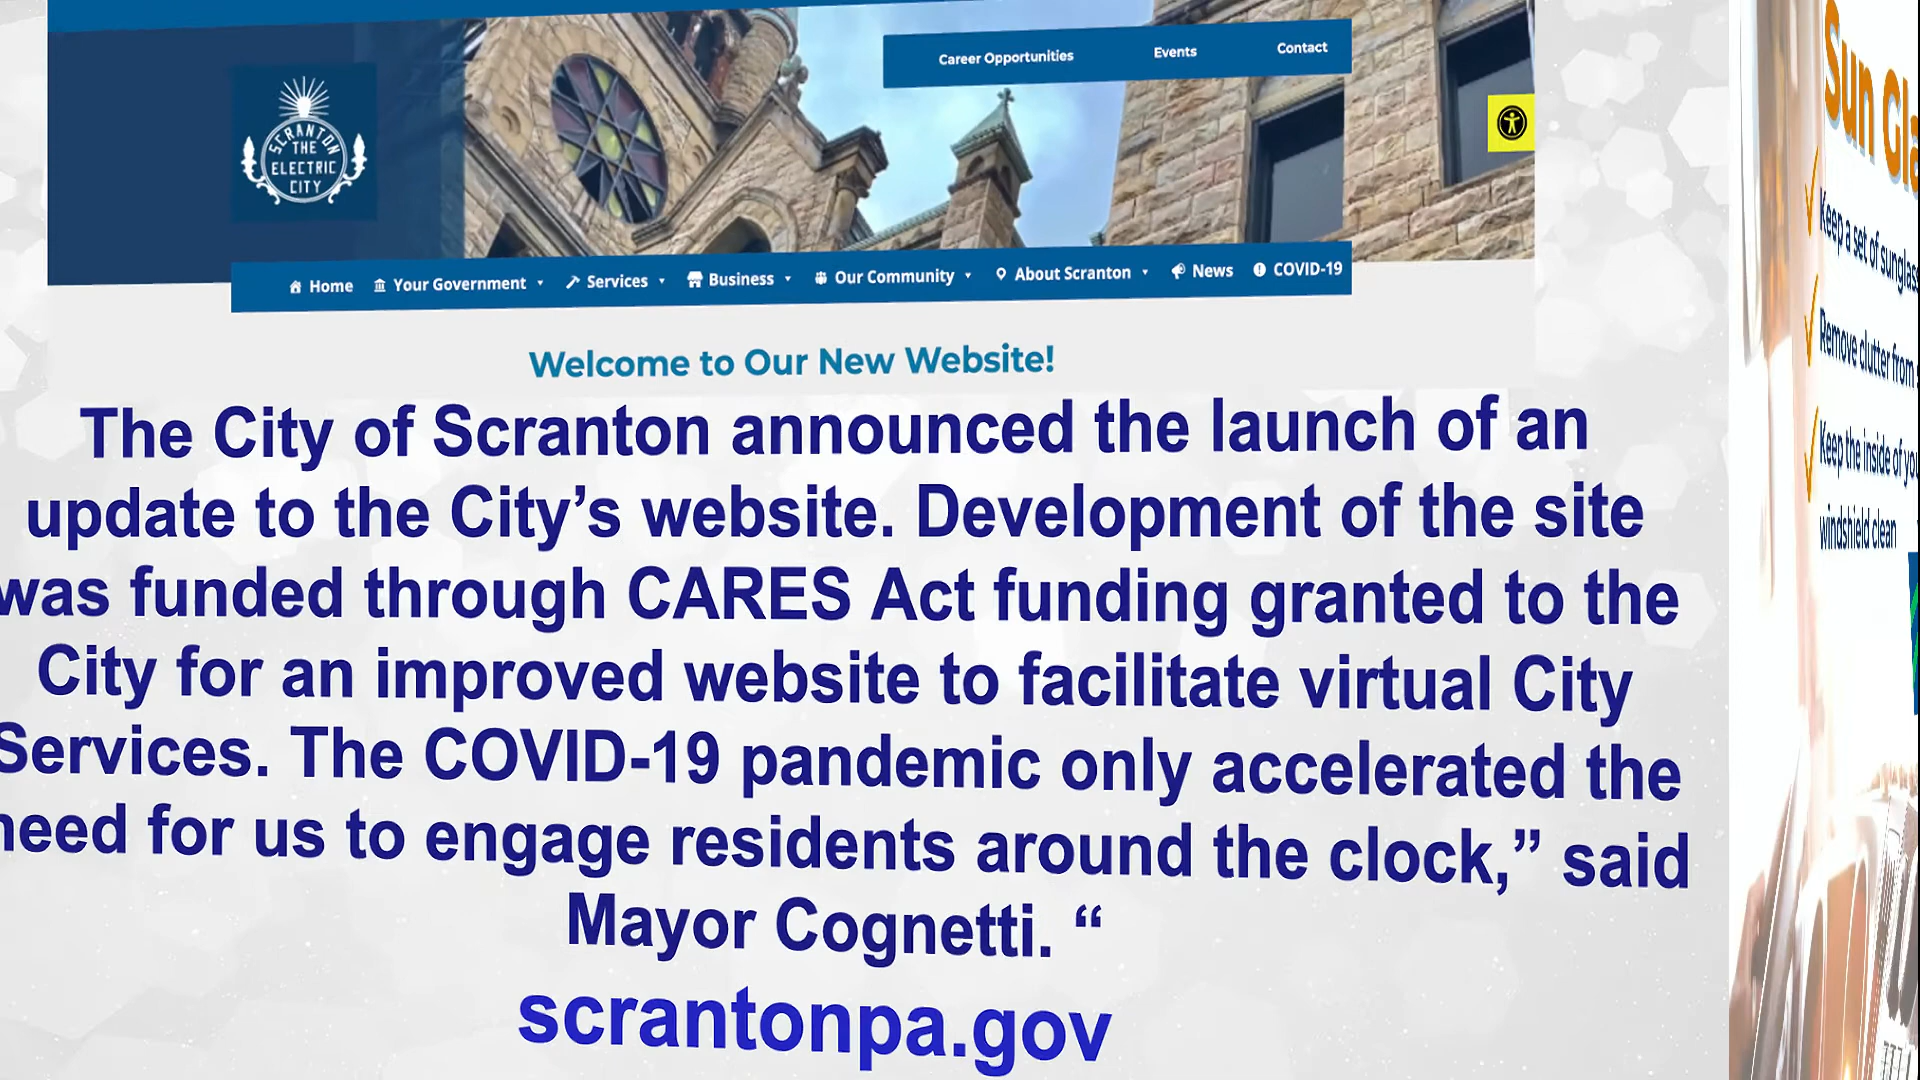 Career Opportunities Events Contact
SCRANTON
THE
ELECTRIC
CITY
Home Your Government Services Business Our Community About Scranton News COVID-19
Welcome to Our New Website!
The City of Scranton announced the launch of an
update to the City’s website. Development of the site
was funded through CARES Act funding granted to the
City for an improved website to facilitate virtual City
Services. The COVID-19 pandemic only accelerated the
need for us to engage residents around the clock,” said
Mayor Cognetti. “
scrantonpa.gov
Sun
Keep a set of
Remove clutter from
Keep the inside of
windshield clean